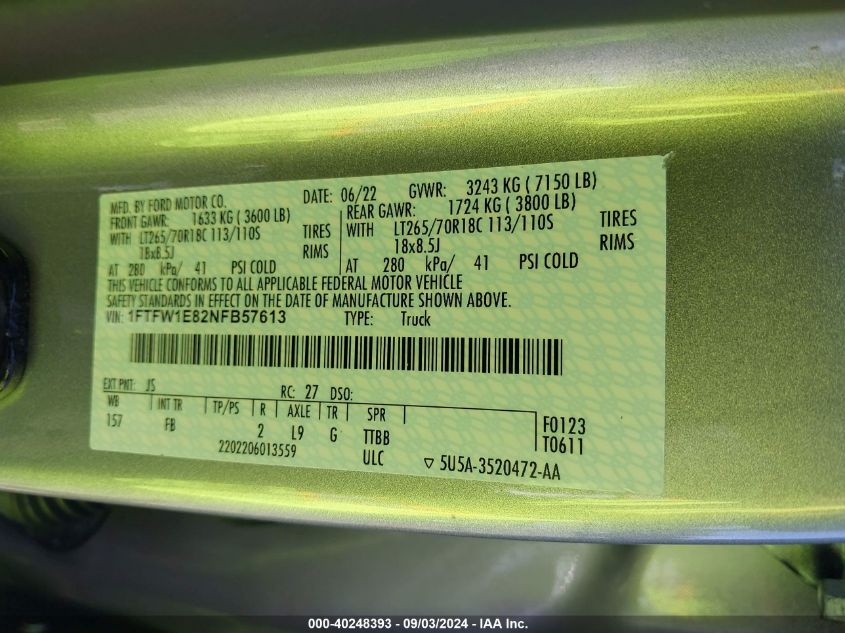 MFD. BY FORD MOTOR CO. DATE: 06/22 GVWR: 3243 KG ( 7150 LB)
FRONT GAWR: 1633 KG ( 3600 LB) REAR GAWR: 1724 KG ( 3800 LB)
WITH LT265/70R18C 113/110S TIRES WITH LT265/70R18C 113/110S TIRES
18x8.5J RIMS 18x8.5J RIMS
AT 280 kPa/ 41 PSI COLD AT 280 kPa/ 41 PSI COLD
THIS VEHICLE CONFORMS TO ALL APPLICABLE FEDERAL MOTOR VEHICLE
SAFETY STANDARDS IN EFFECT ON THE DATE OF MANUFACTURE SHOWN ABOVE.
VIN: 1FTFW1E82NFB57613 TYPE: Truck
EXT PNT: JS RC: 27 DSO:
WB INT TR TP/PS R AXLE TR SPR
157 FB 2 L9 G TTBB F0123
2202206013559 ULC T0611
▽ 5U5A-3520472-AA
000-40248393 - 09/03/2024 - IAA Inc.